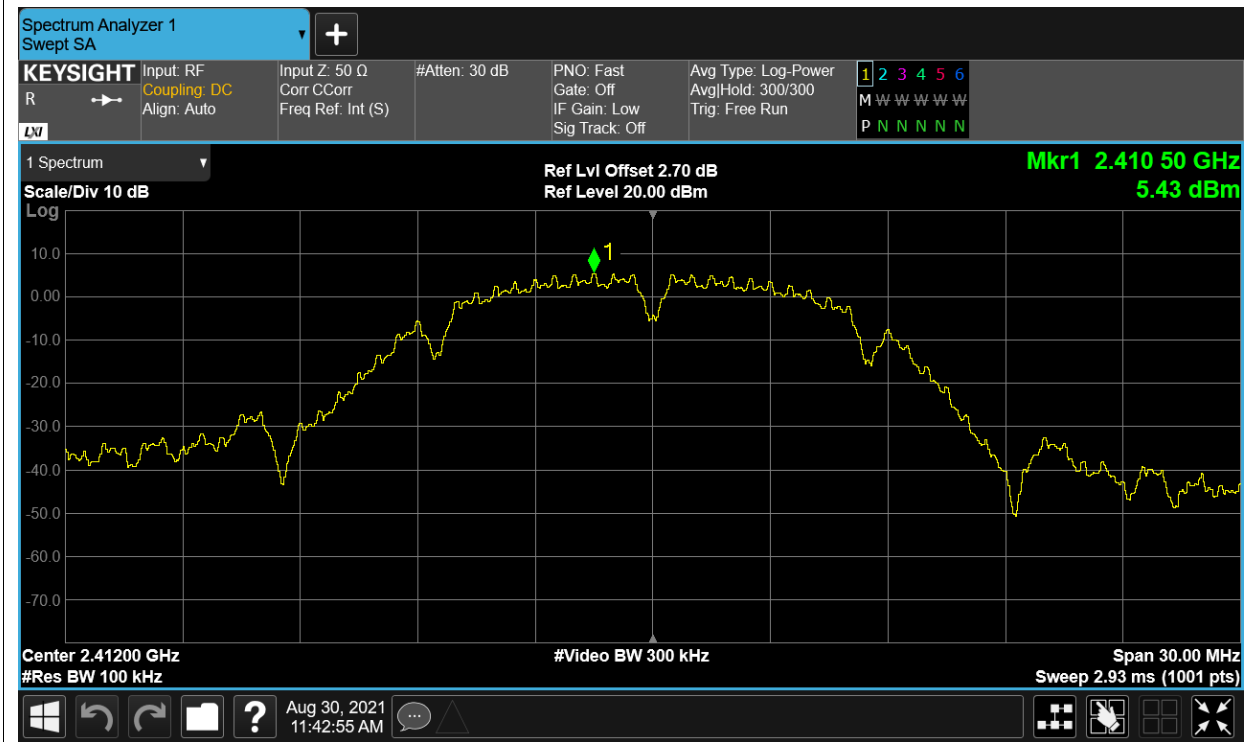 Spectrum Analyzer 1
Swept SA
KEYSIGHT
R
LXI
Input: RF
Coupling: DC
Align: Auto
Input Z: 50 Ω
Corr CCorr
Freq Ref: Int (S)
#Atten: 30 dB
PNO: Fast
Gate: Off
IF Gain: Low
Sig Track: Off
Avg Type: Log-Power
Avg|Hold: 300/300
Trig: Free Run
1 2 3 4 5 6
M W W W W W
P N N N N N
1 Spectrum
Scale/Div 10 dB
Ref Lvl Offset 2.70 dB
Ref Level 20.00 dBm
Mkr1 2.410 50 GHz
5.43 dBm
Log
1
10.0
0.00
-10.0
-20.0
-30.0
-40.0
-50.0
-60.0
-70.0
Center 2.41200 GHz
#Video BW 300 kHz
Span 30.00 MHz
#Res BW 100 kHz
Sweep 2.93 ms (1001 pts)
?
Aug 30, 2021
11:42:55 AM